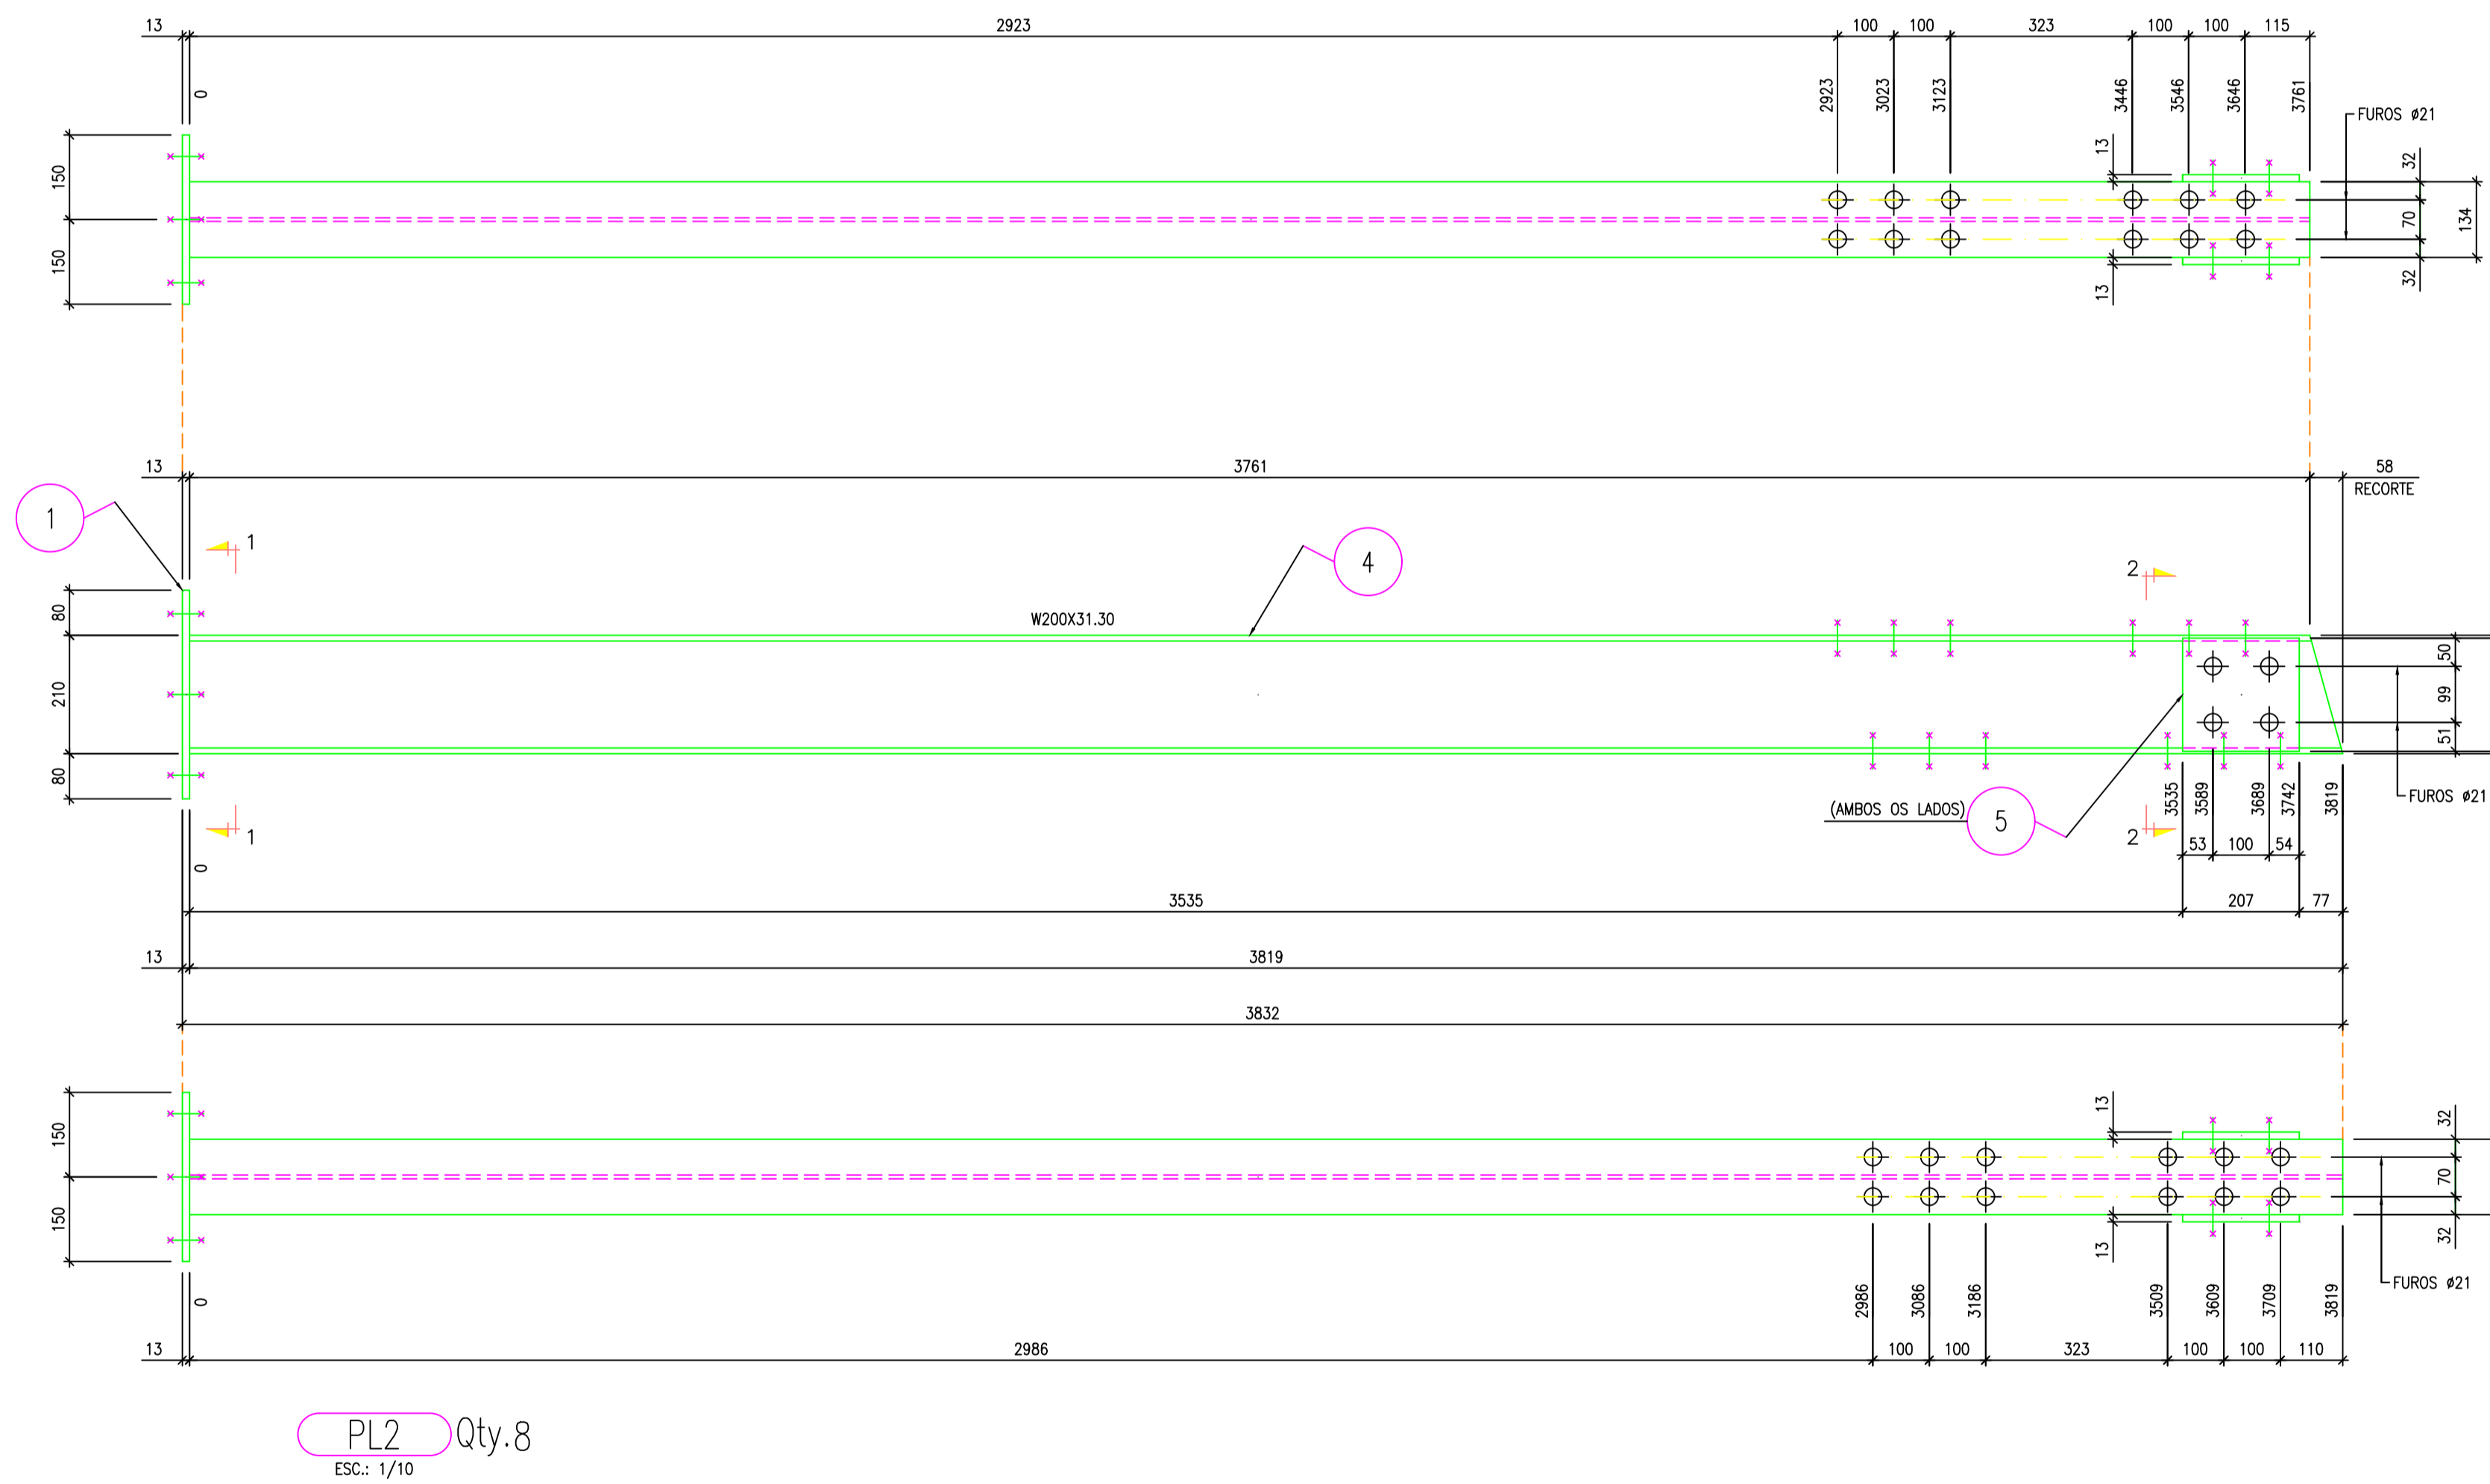 13 2923 100 100 323 100 100 115
0 2923 3023 3123 3446 3546 3646 3761
FUROS ø21
150 150
13 13
32 70 32 134
13 3761 58
RECORTE
1
1
4
2
W200X31.30
80 210 80
50 99 51
1
(AMBOS OS LADOS)
5
2
3535 3589 3689 3742 3819
FUROS ø21
53 100 54
0
3535 207 77
13 3819
3832
150 150
13 13
32 70 32
FUROS ø21
0 2986 3086 3186 3509 3609 3709 3819
13 2986 100 100 323 100 100 110
PL2 Qty.8
ESC.: 1/10